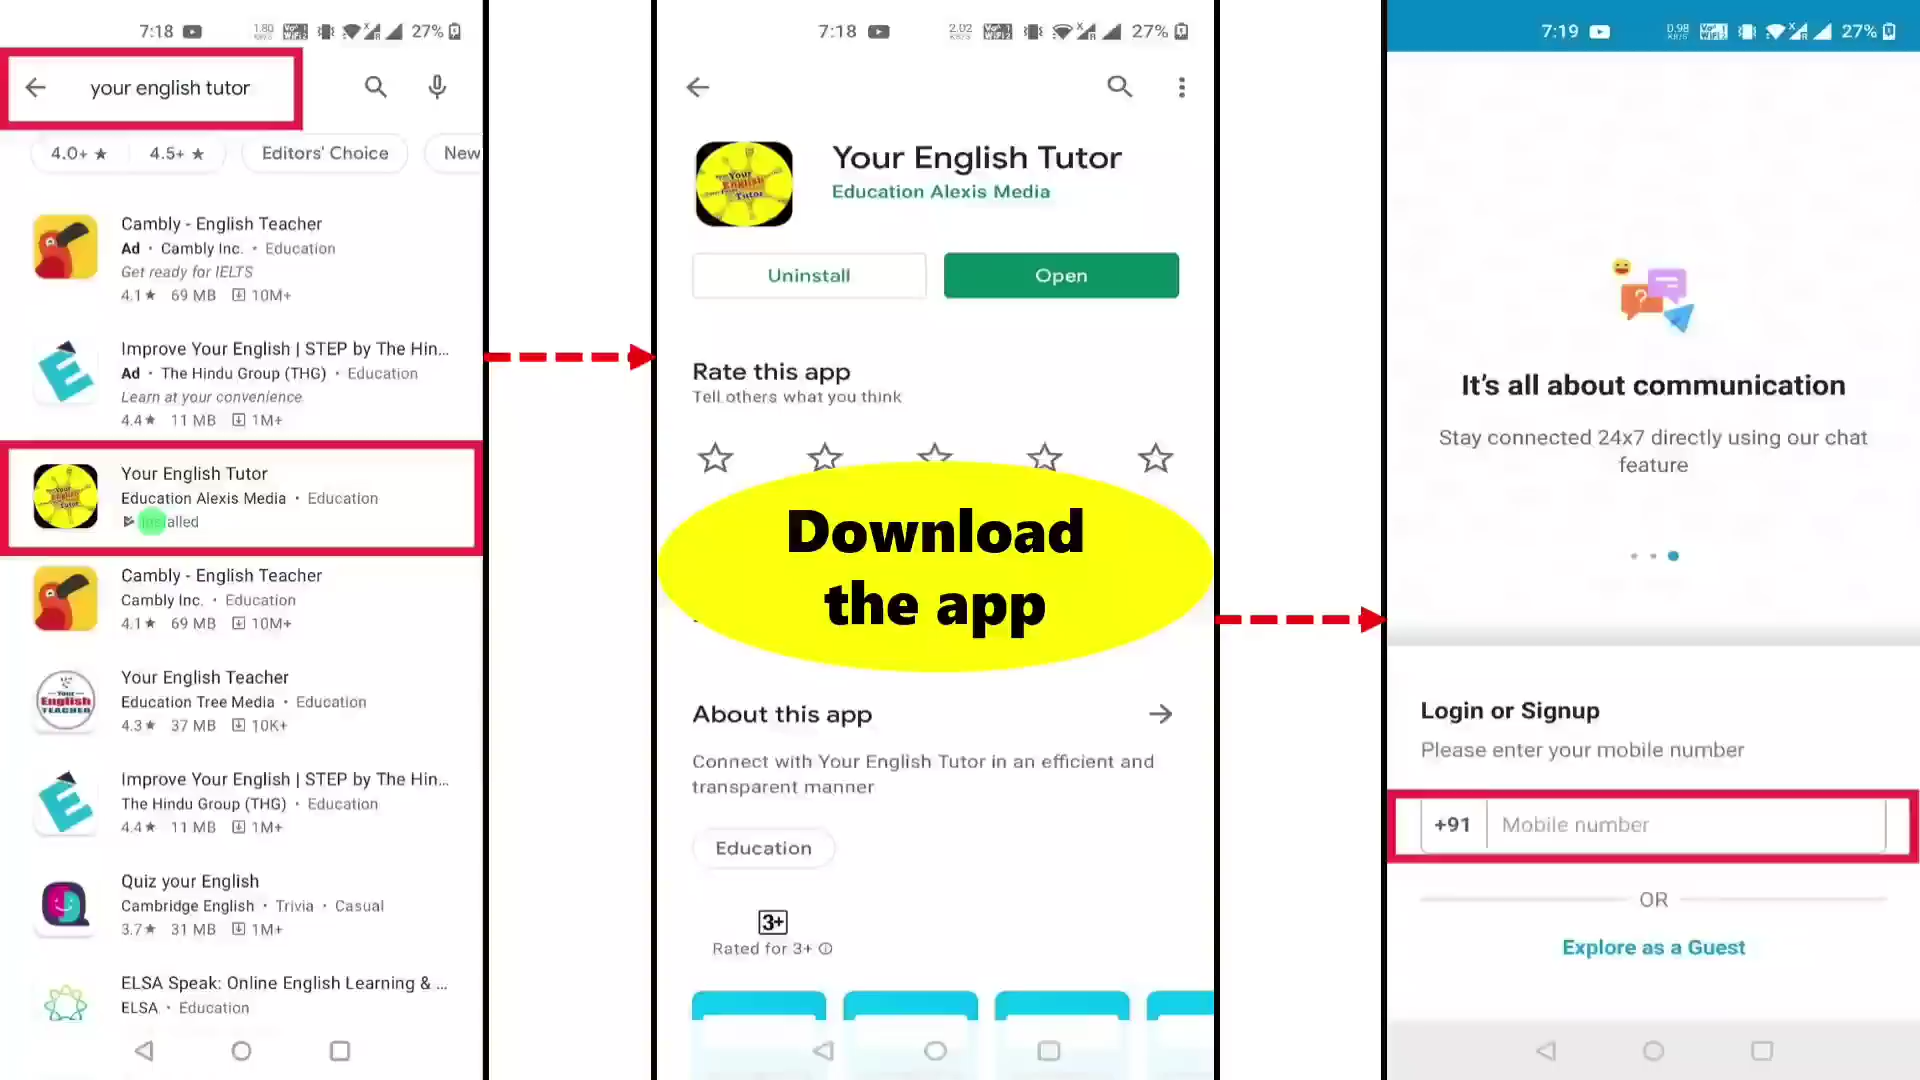 7:18
1.80
27%
your english tutor
4.0+ ★
4.5+ ★
Editors' Choice
New
Cambly - English Teacher
Ad • Cambly Inc. • Education
Get ready for IELTS
4.1★ 69 MB 10M+
Improve Your English | STEP by The Hin...
Ad • The Hindu Group (THG) • Education
Learn at your convenience
4.4★ 11 MB 1M+
Your English Tutor
Education Alexis Media • Education
Installed
Cambly - English Teacher
Cambly Inc. • Education
4.1★ 69 MB 10M+
Your English Teacher
Education Tree Media • Education
4.3★ 37 MB 10K+
Improve Your English | STEP by The Hin...
The Hindu Group (THG) • Education
4.4★ 11 MB 1M+
Quiz your English
Cambridge English • Trivia • Casual
3.7★ 31 MB 1M+
ELSA Speak: Online English Learning & ...
ELSA • Education
7:18
2.02
27%
Your English Tutor
Education Alexis Media
Uninstall
Open
Rate this app
Tell others what you think
Download
the app
About this app
Connect with Your English Tutor in an efficient and
transparent manner
Education
3+
Rated for 3+
7:19
0.98
27%
It's all about communication
Stay connected 24x7 directly using our chat
feature
Login or Signup
Please enter your mobile number
+91
Mobile number
OR
Explore as a Guest